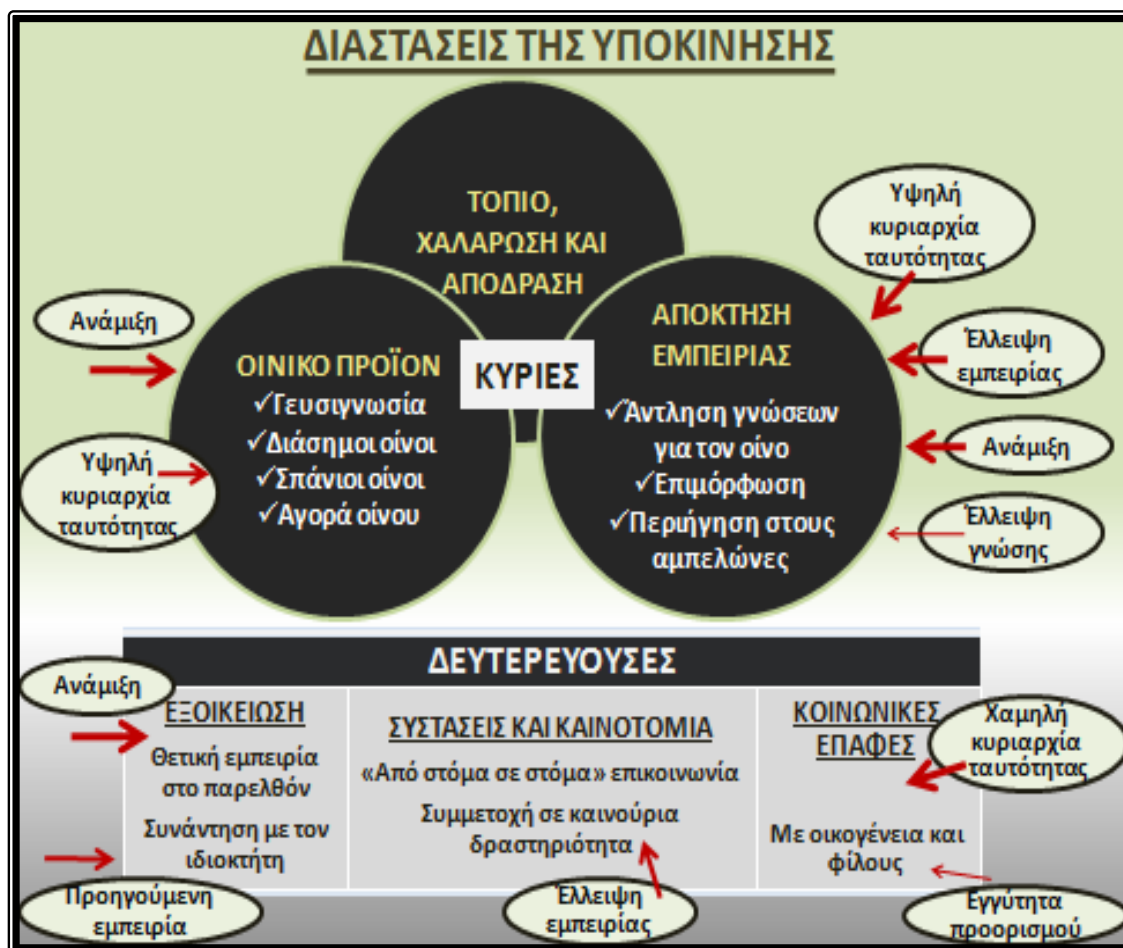 ΔΙΑΣΤΑΣΕΙΣ ΤΗΣ ΥΠΟΚΙΝΗΣΗΣ
ΤΟΠΙΟ,
ΧΑΛΑΡΩΣΗ ΚΑΙ
ΑΠΟΔΡΑΣΗ
Υψηλή
κυριαρχία
ταυτότητας
Ανάμιξη
ΟΙΝΙΚΟ ΠΡΟΪΟΝ
✓Γευσιγνωσία
✓Διάσημοι οίνοι
✓Σπάνιοι οίνοι
✓Αγορά οίνου
ΚΥΡΙΕΣ
ΑΠΟΚΤΗΣΗ
ΕΜΠΕΙΡΙΑΣ
✓Άντληση γνώσεων
για τον οίνο
✓Επιμόρφωση
✓Περιήγηση στους
αμπελώνες
Έλλειψη
εμπειρίας
Ανάμιξη
Έλλειψη
γνώσης
Υψηλή
κυριαρχία
ταυτότητας
ΔΕΥΤΕΡΕΥΟΥΣΕΣ
Ανάμιξη
ΕΞΟΙΚΕΙΩΣΗ
Θετική εμπειρία
στο παρελθόν
Συνάντηση με τον
ιδιοκτήτη
ΣΥΣΤΑΣΕΙΣ ΚΑΙ ΚΑΙΝΟΤΟΜΙΑ
«Από στόμα σε στόμα» επικοινωνία
Συμμετοχή σε καινούρια
δραστηριότητα
ΚΟΙΝΩΝΙΚΕΣ
ΕΠΑΦΕΣ
Με οικογένεια και
φίλους
Χαμηλή
κυριαρχία
ταυτότητας
Προηγούμενη
εμπειρία
Έλλειψη
εμπειρίας
Εγγύτητα
προορισμού